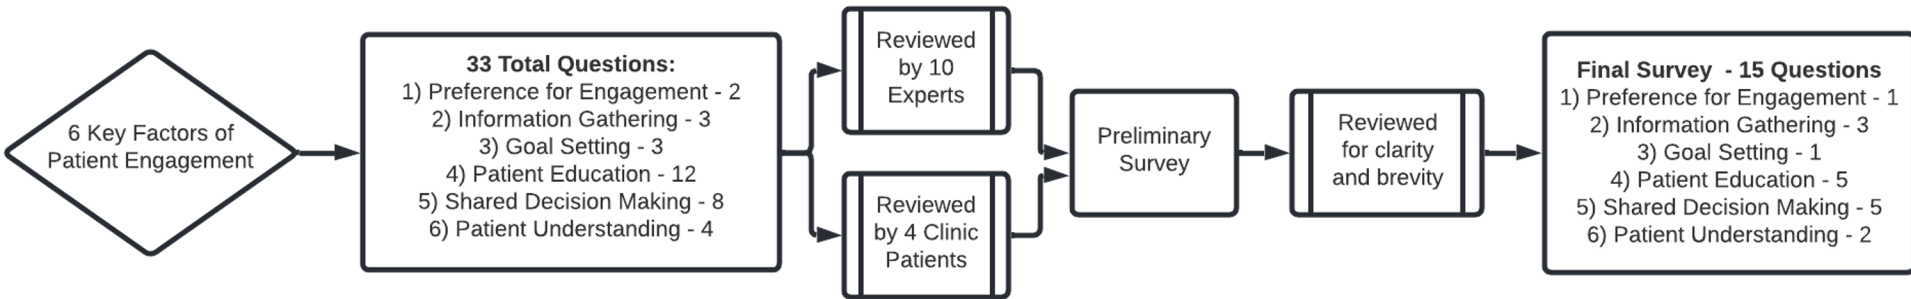 6 Key Factors of
Patient Engagement
33 Total Questions:
1) Preference for Engagement - 2
2) Information Gathering - 3
3) Goal Setting - 3
4) Patient Education - 12
5) Shared Decision Making - 8
6) Patient Understanding - 4
Reviewed
by 10
Experts
Reviewed
by 4 Clinic
Patients
Preliminary
Survey
Reviewed
for clarity
and brevity
Final Survey - 15 Questions
1) Preference for Engagement - 1
2) Information Gathering - 3
3) Goal Setting - 1
4) Patient Education - 5
5) Shared Decision Making - 5
6) Patient Understanding - 2